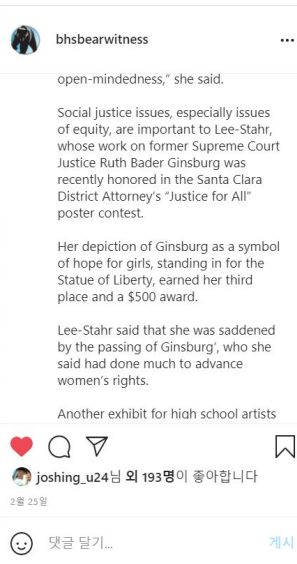 bhsbearwitness
open-mindedness,” she said.
Social justice issues, especially issues
of equity, are important to Lee-Stahr,
whose work on former Supreme Court
Justice Ruth Bader Ginsburg was
recently honored in the Santa Clara
District Attorney’s “Justice for All”
poster contest.
Her depiction of Ginsburg as a symbol
of hope for girls, standing in for the
Statue of Liberty, earned her third
place and a $500 award.
Lee-Stahr said that she was saddened
by the passing of Ginsburg’, who she
said had done much to advance
women’s rights.
Another exhibit for high school artists
joshing_u24님 외 193명이 좋아합니다
2월 25일
댓글 달기...
게시